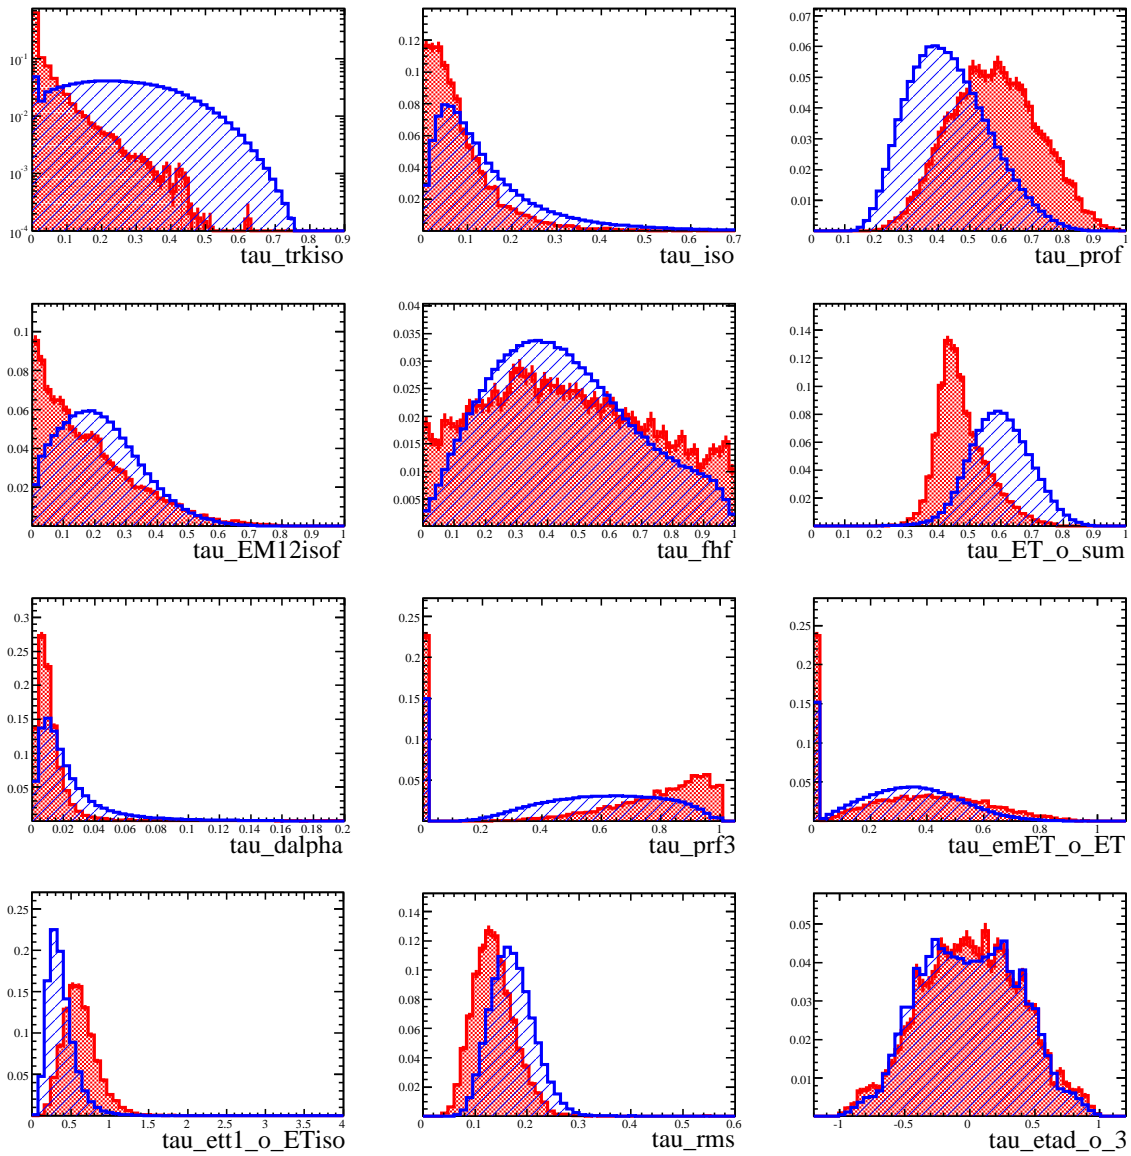 10⁻¹
10⁻²
10⁻³
10⁻⁴
0 0.1 0.2 0.3 0.4 0.5 0.6 0.7 0.8 0.9
tau_trkiso
0.12
0.10
0.08
0.06
0.04
0.02
0 0.1 0.2 0.3 0.4 0.5 0.6 0.7
tau_iso
0.07
0.06
0.05
0.04
0.03
0.02
0.01
0 0.1 0.2 0.3 0.4 0.5 0.6 0.7 0.8 0.9 1
tau_prof
0.1
0.08
0.06
0.04
0.02
0 0.1 0.2 0.3 0.4 0.5 0.6 0.7 0.8 0.9 1
tau_EM12isof
0.04
0.035
0.03
0.025
0.02
0.015
0.01
0.005
0 0.1 0.2 0.3 0.4 0.5 0.6 0.7 0.8 0.9 1
tau_fhf
0.14
0.12
0.10
0.08
0.06
0.04
0.02
0 0.1 0.2 0.3 0.4 0.5 0.6 0.7 0.8 0.9 1
tau_ET_o_sum
0.3
0.25
0.2
0.15
0.1
0.05
0 0.02 0.04 0.06 0.08 0.1 0.12 0.14 0.16 0.18 0.2
tau_dalpha
0.25
0.2
0.15
0.1
0.05
0 0.2 0.4 0.6 0.8 1
tau_prf3
0.25
0.2
0.15
0.1
0.05
0 0.2 0.4 0.6 0.8 1
tau_emET_o_ET
0.25
0.2
0.15
0.1
0.05
0 0.5 1 1.5 2 2.5 3 3.5 4
tau_ett1_o_ETiso
0.14
0.12
0.10
0.08
0.06
0.04
0.02
0.00
0 0.1 0.2 0.3 0.4 0.5 0.6
tau_rms
0.05
0.04
0.03
0.02
0.01
-1 -0.5 0 0.5 1
tau_etad_o_3